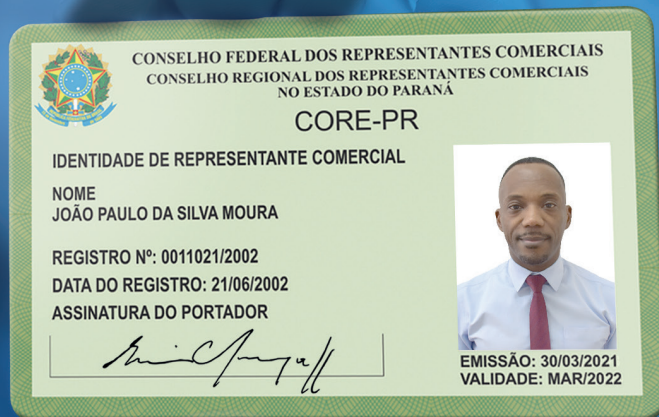 CONSELHO FEDERAL DOS REPRESENTANTES COMERCIAIS
CONSELHO REGIONAL DOS REPRESENTANTES COMERCIAIS
NO ESTADO DO PARANÁ
CORE-PR
IDENTIDADE DE REPRESENTANTE COMERCIAL
NOME
JOÃO PAULO DA SILVA MOURA
REGISTRO Nº: 0011021/2002
DATA DO REGISTRO: 21/06/2002
ASSINATURA DO PORTADOR
EMISSÃO: 30/03/2021
VALIDADE: MAR/2022